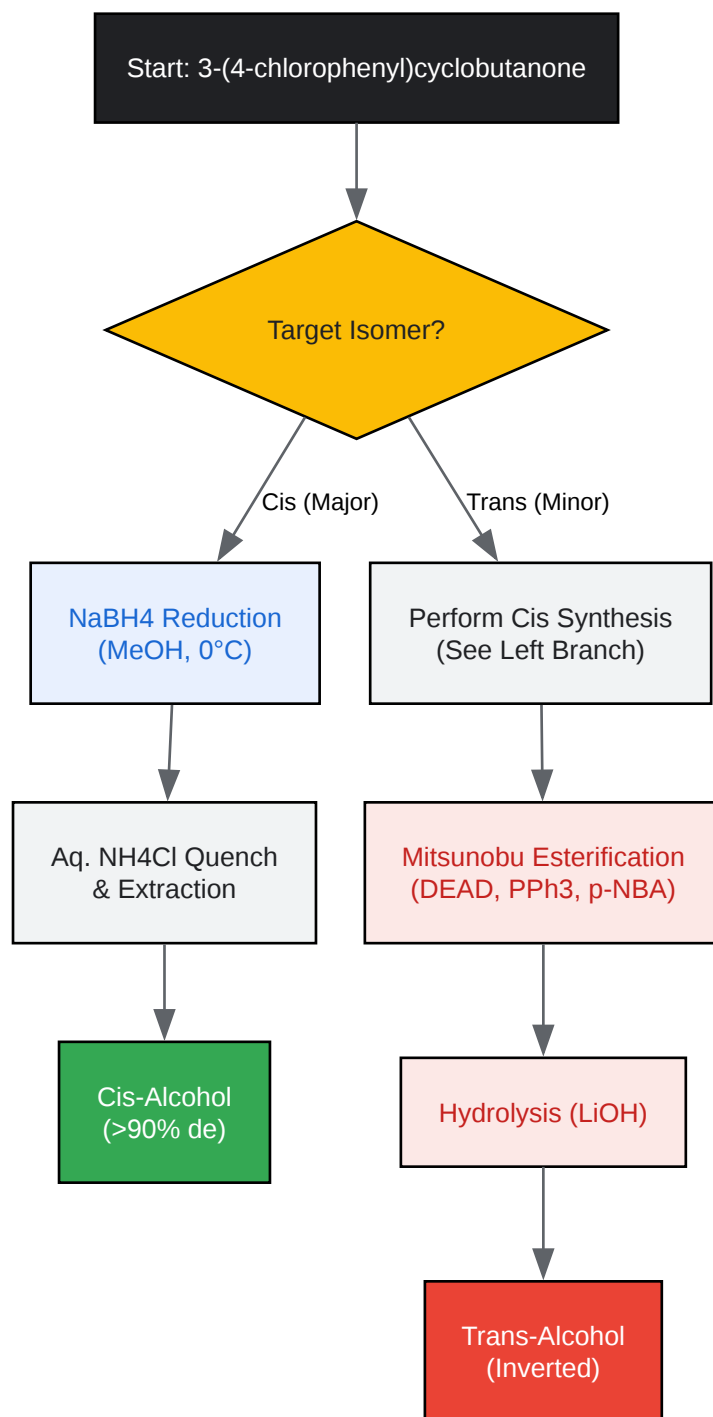 Start: 3-(4-chlorophenyl)cyclobutanone
Target Isomer?
Cis (Major)
Trans (Minor)
NaBH4 Reduction
(MeOH, 0°C)
Perform Cis Synthesis
(See Left Branch)
Aq. NH4Cl Quench
& Extraction
Mitsunobu Esterification
(DEAD, PPh3, p-NBA)
Cis-Alcohol
(>90% de)
Hydrolysis (LiOH)
Trans-Alcohol
(Inverted)